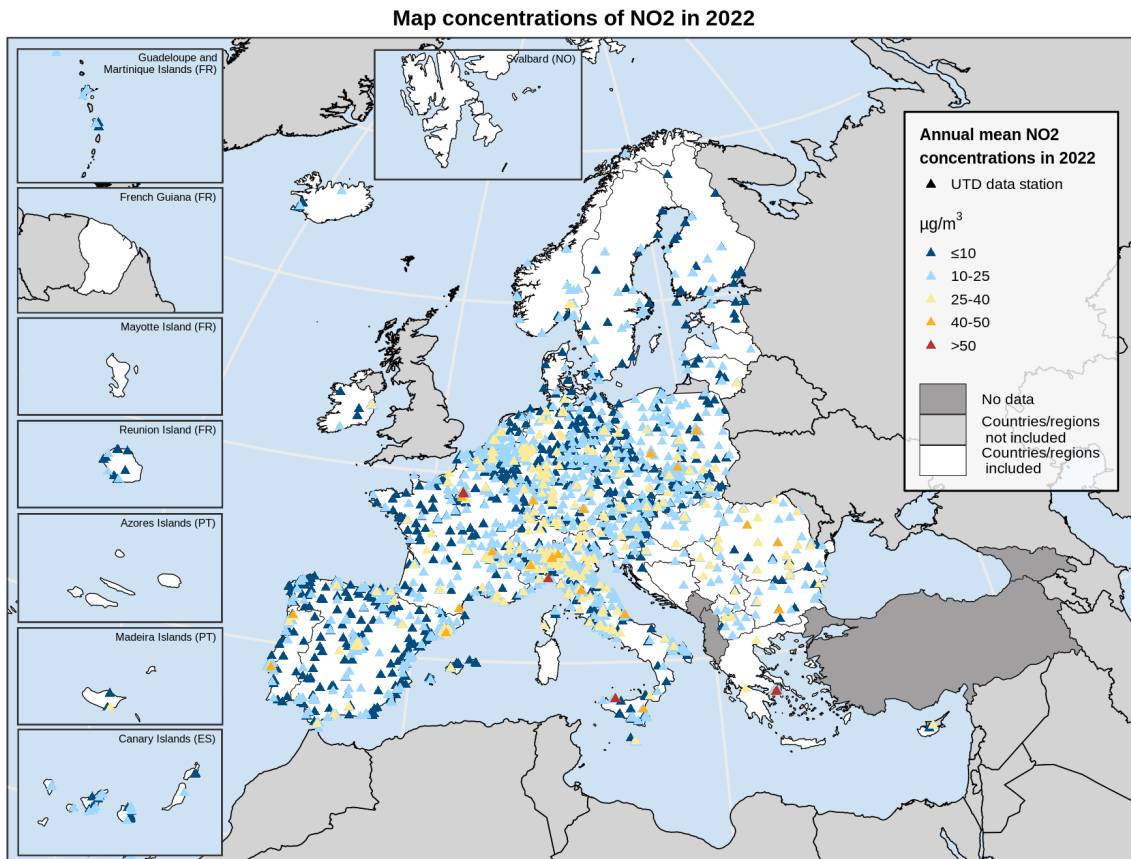 Map concentrations of NO2 in 2022
Guadeloupe and
Martinique Islands (FR)
Svalbard (NO)
French Guiana (FR)
Mayotte Island (FR)
Reunion Island (FR)
Azores Islands (PT)
Madeira Islands (PT)
Canary Islands (ES)
Annual mean NO2
concentrations in 2022
UTD data station
µg/m³
≤10
10-25
25-40
40-50
>50
No data
Countries/regions
not included
Countries/regions
included